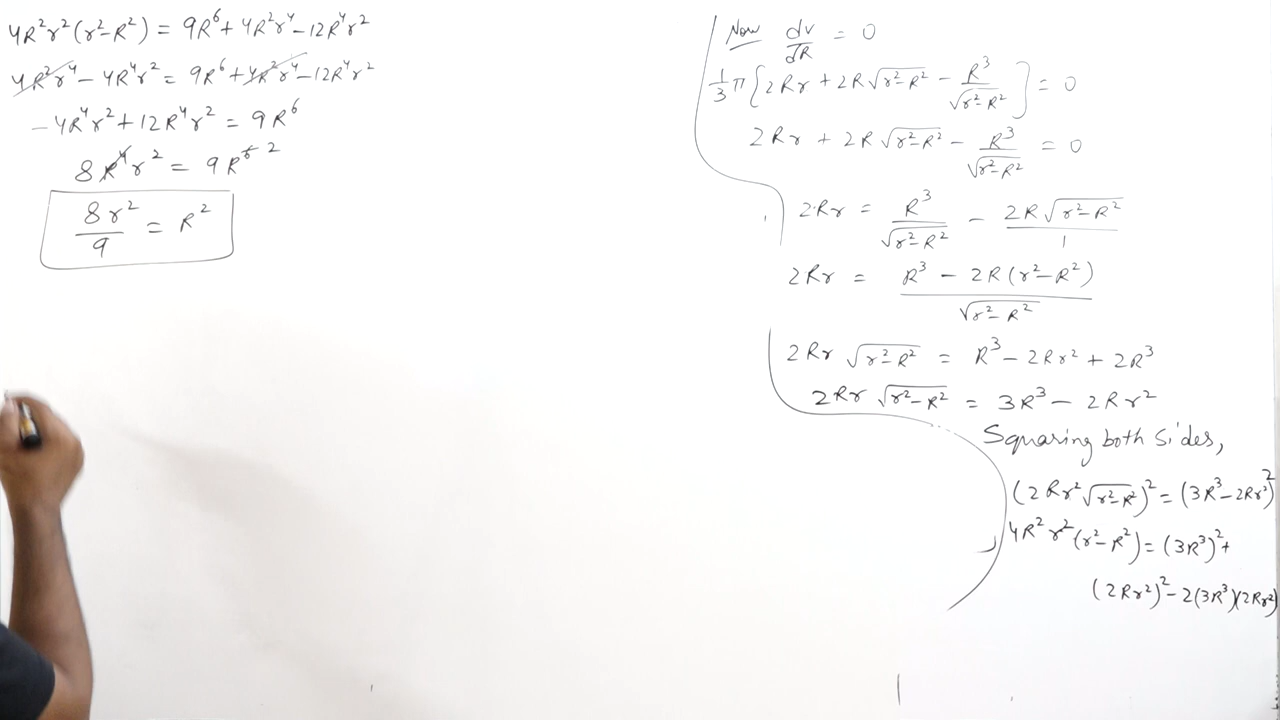 4R²r²(r²-R²) = 9R⁶ + 4R²r⁴ - 12R⁴r²
4R²r⁴ - 4R⁴r² = 9R⁶ + 4R²r⁴ - 12R⁴r²
- 4R⁴r² + 12R⁴r² = 9R⁶
8R⁴r² = 9R⁶ ²
8r²/9 = R²
Now dv/dR = 0
1/3 π{2Rr + 2R√(r²-R²) - R³/√(r²-R²)] = 0
2Rr + 2R√(r²-R²) - R³/√(r²-R²) = 0
2Rr = R³/√(r²-R²) - 2R√(r²-R²)/1
2Rr = (R³ - 2R(r²-R²))/√(r²-R²)
2Rr √(r²-R²) = R³ - 2Rr² + 2R³
2Rr √(r²-R²) = 3R³ - 2Rr²
Squaring both sides,
(2Rr²√(r²-R²))² = (3R³-2Rr²)²
4R²r²(r²-R²) = (3R³)² +
(2Rr²)² - 2(3R³)(2Rr²)